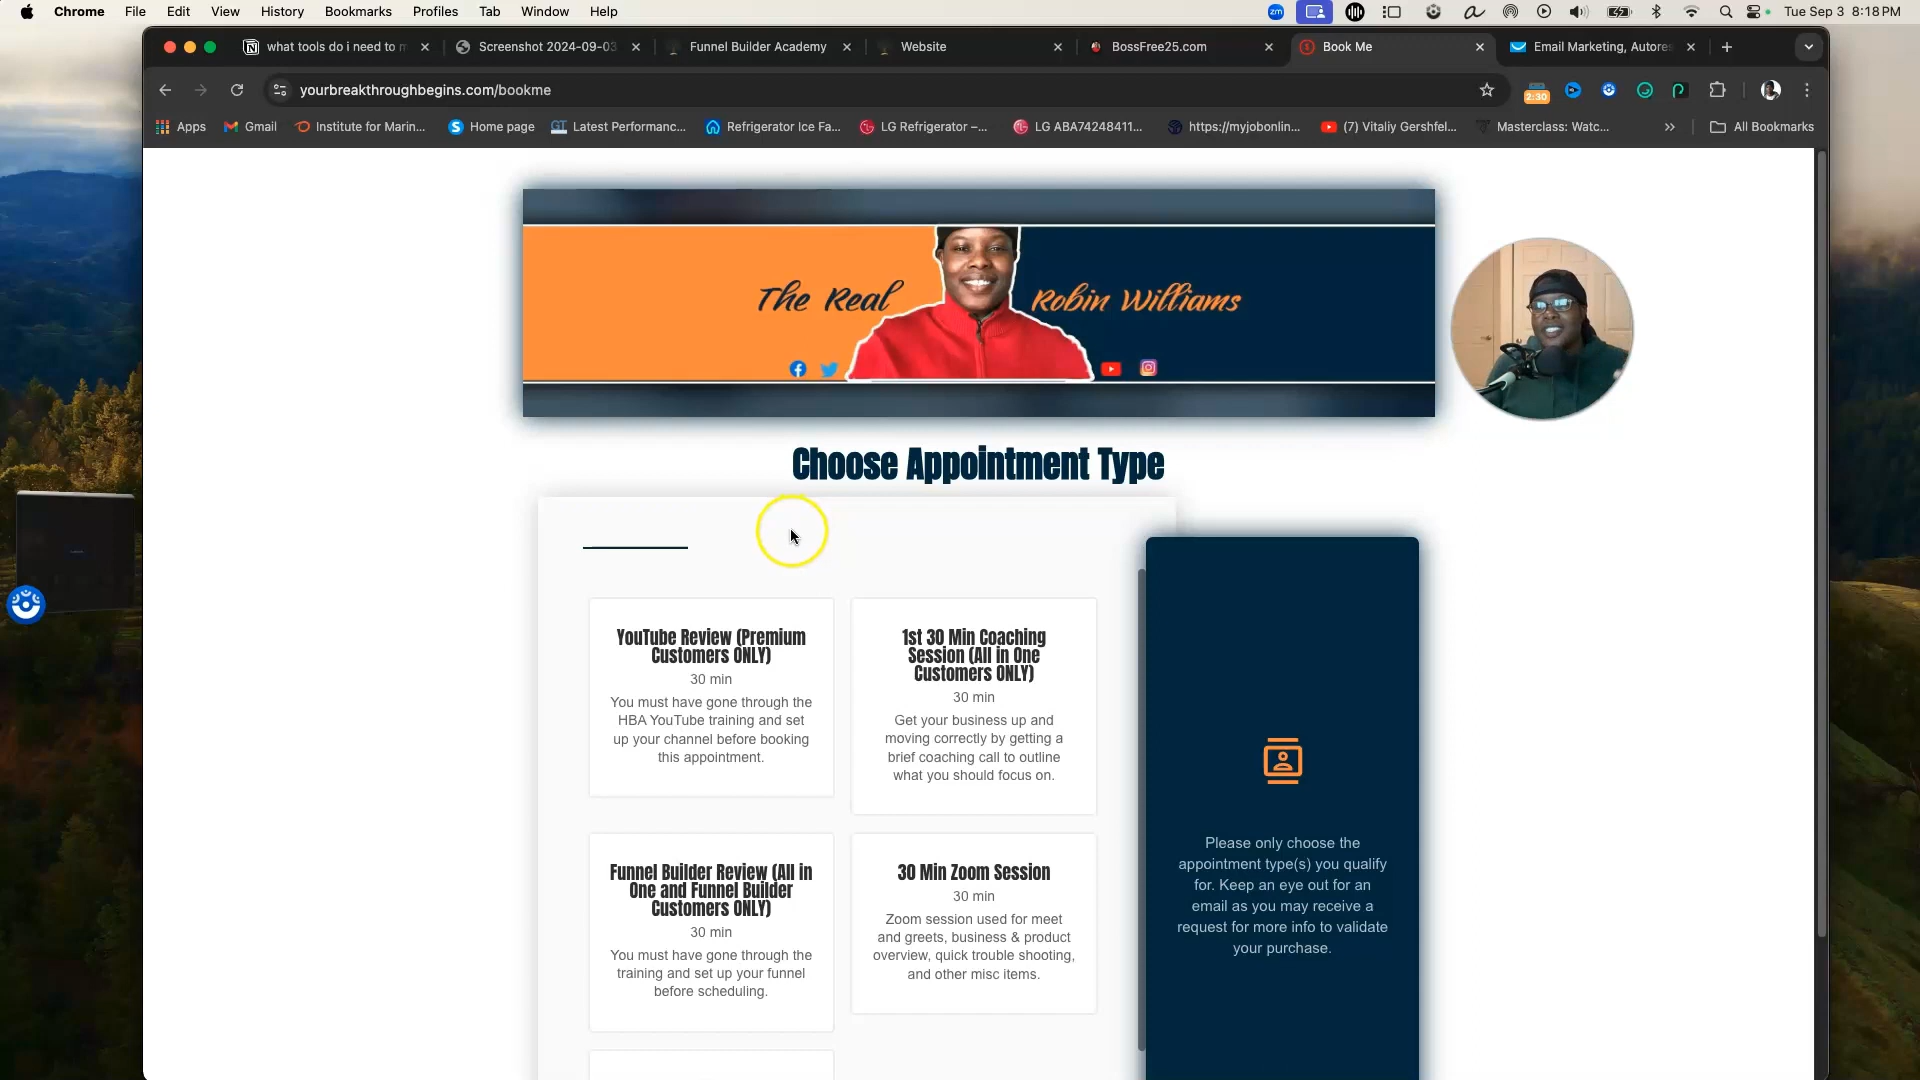 Chrome File Edit View History Bookmarks Profiles Tab Window Help
zm
Tue Sep 3 8:18 PM
what tools do i need to m
Screenshot 2024-09-03
Funnel Builder Academy
Website
BossFree25.com
Book Me
Email Marketing, Autores
yourbreakthroughbegins.com/bookme
2:30
Apps
Gmail
Institute for Marin...
Home page
Latest Performanc...
Refrigerator Ice Fa...
LG Refrigerator –...
LG ABA74248411...
https://myjobonlin...
(7) Vitaliy Gershfel...
Masterclass: Watc...
All Bookmarks
The Real
Robin Williams
Choose Appointment Type
YouTube Review (Premium
Customers ONLY)
30 min
You must have gone through the
HBA YouTube training and set
up your channel before booking
this appointment.
1st 30 Min Coaching
Session (All in One
Customers ONLY)
30 min
Get your business up and
moving correctly by getting a
brief coaching call to outline
what you should focus on.
Funnel Builder Review (All in
One and Funnel Builder
Customers ONLY)
30 min
You must have gone through the
training and set up your funnel
before scheduling.
30 Min Zoom Session
30 min
Zoom session used for meet
and greets, business & product
overview, quick trouble shooting,
and other misc items.
Please only choose the
appointment type(s) you qualify
for. Keep an eye out for an
email as you may receive a
request for more info to validate
your purchase.